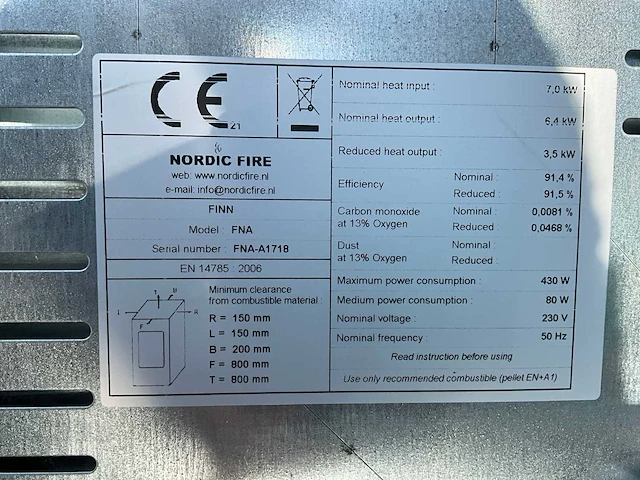 CE
21
NORDIC FIRE
web: www.nordicfire.nl
e-mail: info@nordicfire.nl
FINN
Model : FNA
Serial number : FNA-A1718
EN 14785 : 2006
T
B
L
R
F
Minimum clearance
from combustible material :
R = 150 mm
L = 150 mm
B = 200 mm
F = 800 mm
T = 800 mm
Nominal heat input : 7,0 kW
Nominal heat output : 6,4 kW
Reduced heat output : 3,5 kW
Efficiency
Nominal : 91,4 %
Reduced : 91,5 %
Carbon monoxide
at 13% Oxygen
Nominal : 0,0081 %
Reduced : 0,0468 %
Dust
at 13% Oxygen
Nominal :
Reduced :
Maximum power consumption : 430 W
Medium power consumption : 80 W
Nominal voltage : 230 V
Nominal frequency : 50 Hz
Read instruction before using
Use only recommended combustible (pellet EN+A1)